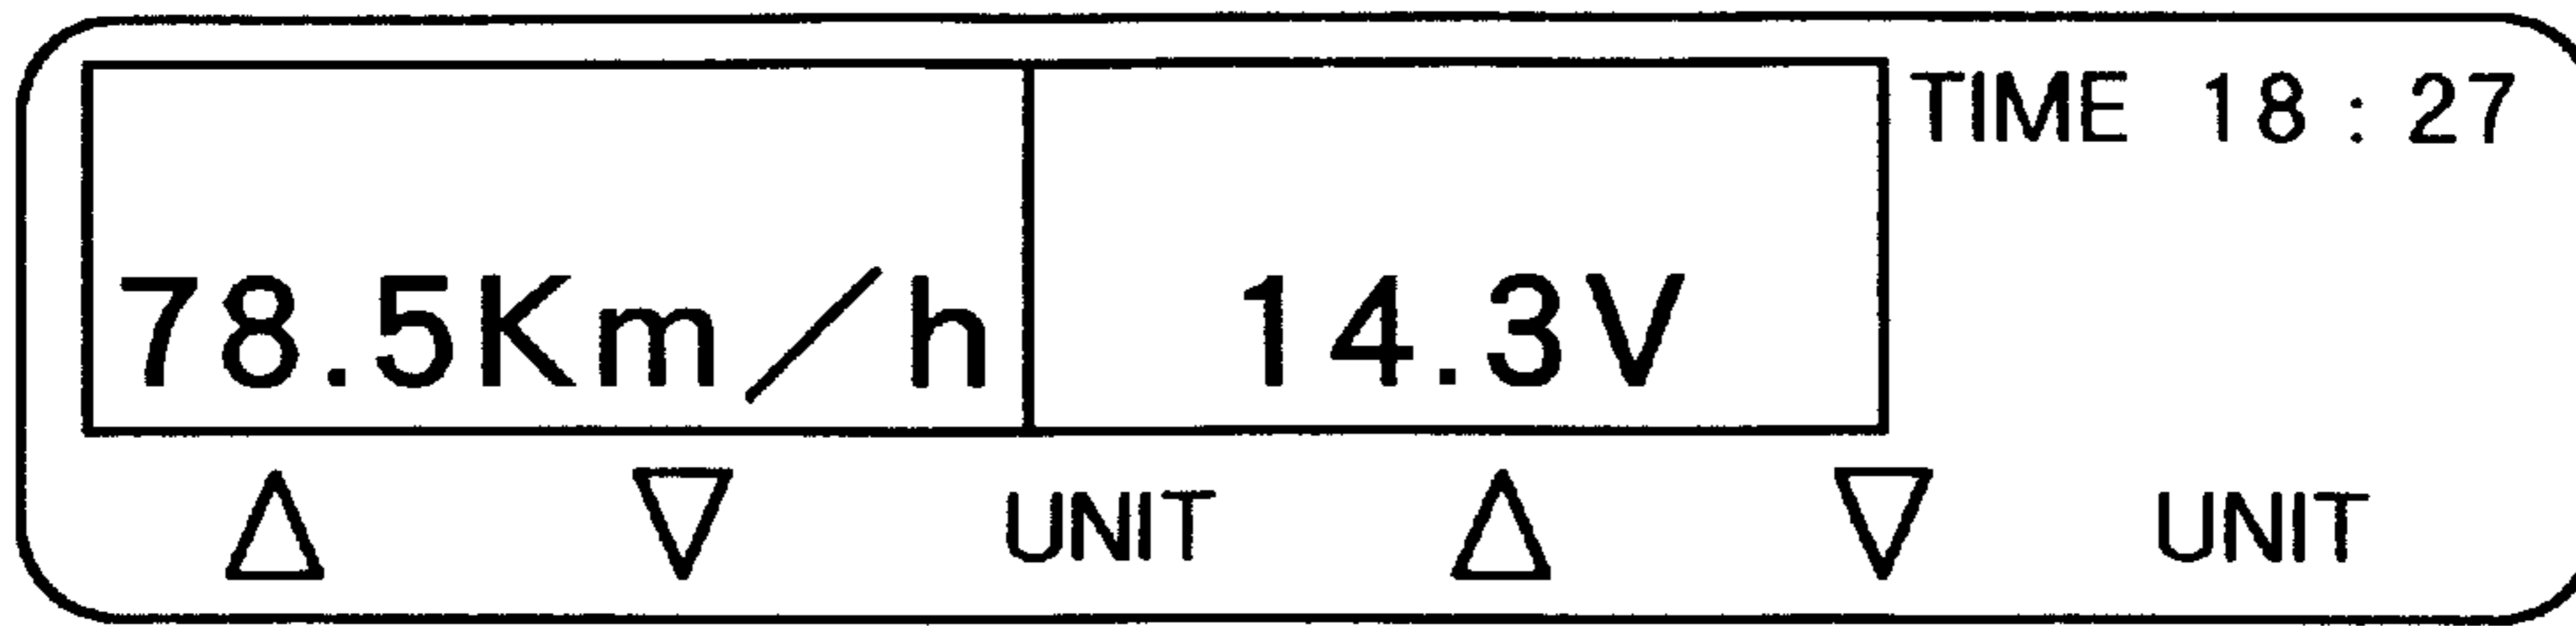 TIME 18 : 27
78.5Km／h 14.3V
△ ▽ UNIT △ ▽ UNIT